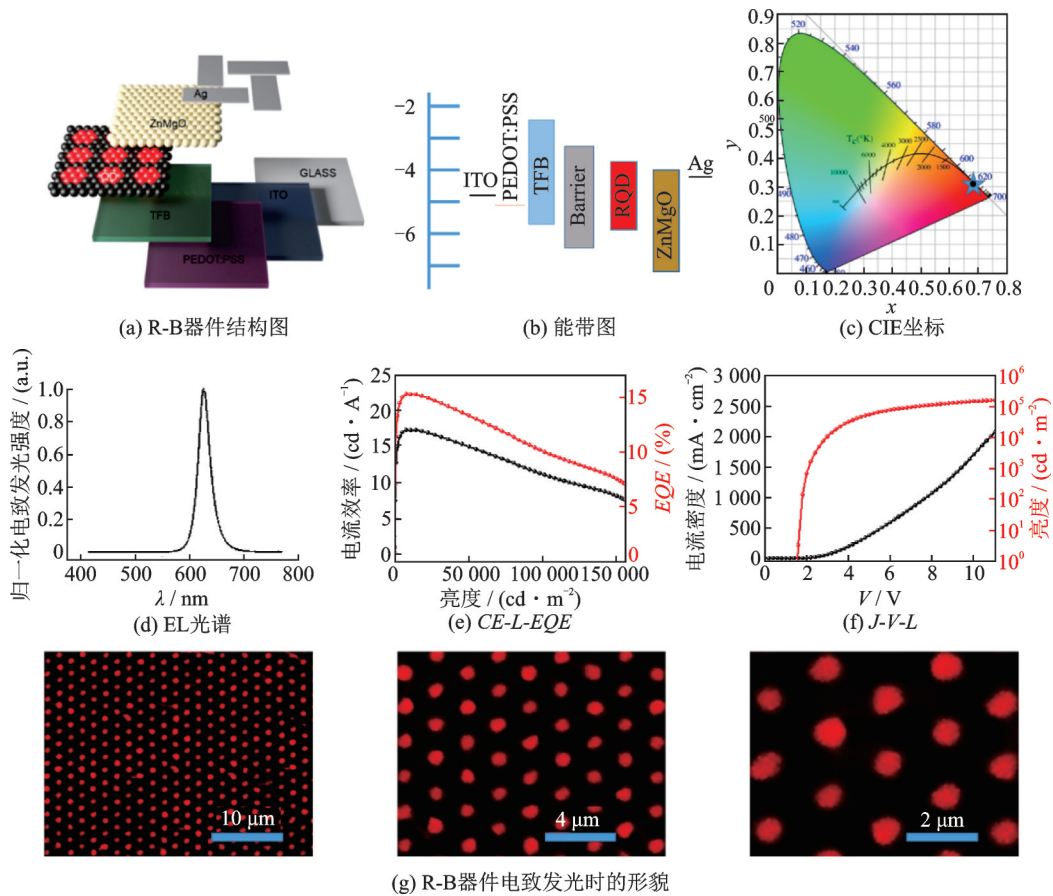 Ag
ZnMgO
QD
TFB
PEDOT:PSS
ITO
GLASS
(a) R-B器件结构图
−2
−4
−6
ITO
PEDOT:PSS
TFB
Barrier
RQD
ZnMgO
Ag
(b) 能带图
0.9
0.8
0.7
0.6
0.5
0.4
0.3
0.2
0.1
0
y
0.1 0.2 0.3 0.4 0.5 0.6 0.7 0.8
x
520
540
560
580
600
620
700
500
490
480
470
460
T_c(°K)
10000
6000
4000
3000
2500
2000
1500
∞
(c) CIE坐标
归一化电致发光强度 / (a.u.)
1.0
0.8
0.6
0.4
0.2
0
400 500 600 700 800
λ / nm
(d) EL光谱
电流效率 / (cd・A⁻¹)
25
20
15
10
5
0
15
10
5
0
EQE / (%)
0 50 000 100 000 150 000
亮度 / (cd・m⁻²)
(e) CE-L-EQE
电流密度 / (mA・cm⁻²)
3 000
2 500
2 000
1 500
1 000
500
0
10⁶
10⁵
10⁴
10³
10²
10¹
10⁰
亮度 / (cd・m⁻²)
0 2 4 6 8 10
V / V
(f) J-V-L
10 μm
4 μm
2 μm
(g) R-B器件电致发光时的形貌